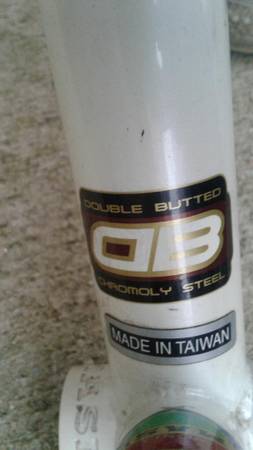 DOUBLE BUTTED
DB
CHROMOLY STEEL
MADE IN TAIWAN